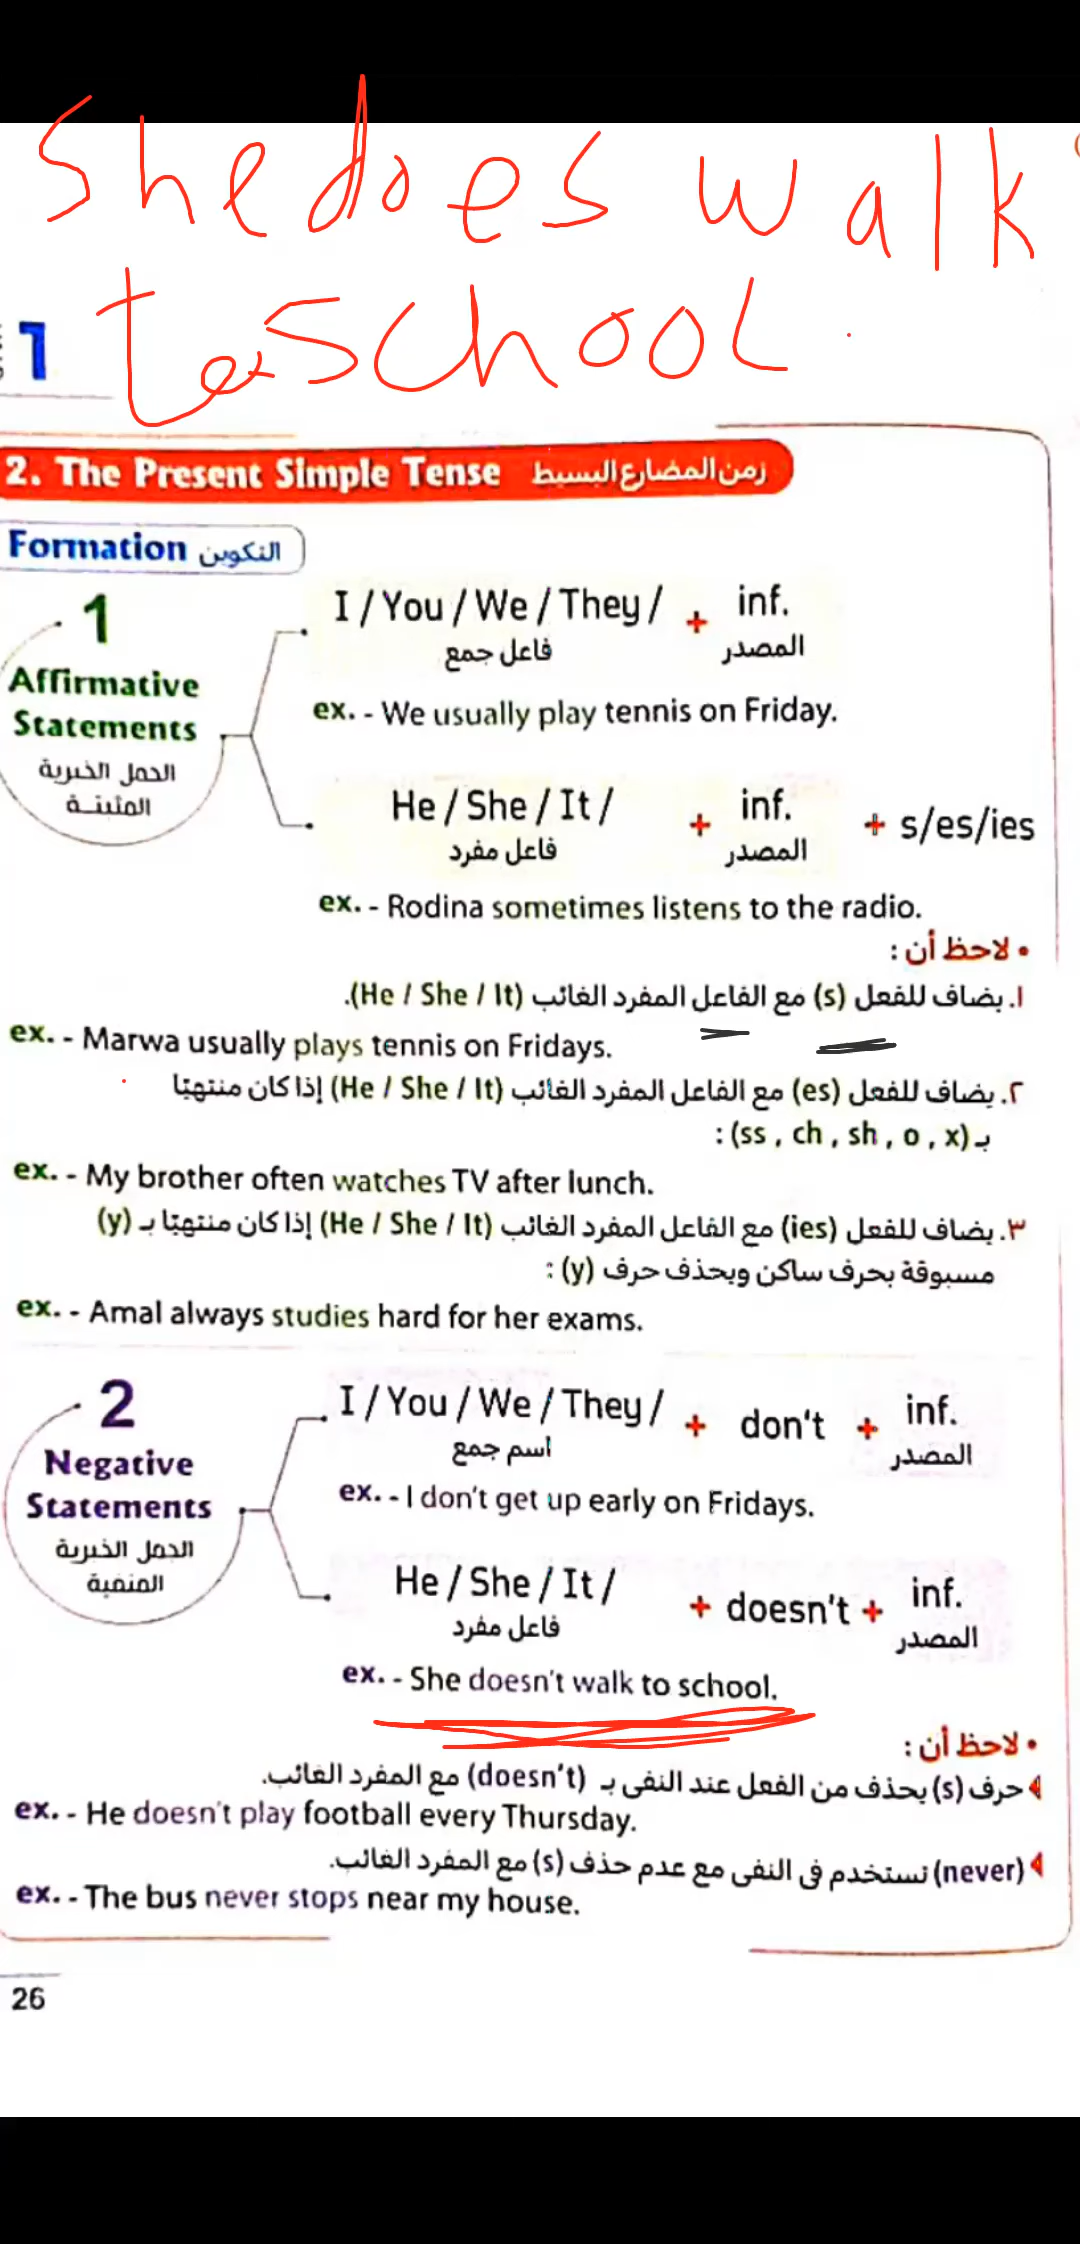 She does walk
to school.
1
2. The Present Simple Tense زمن المضارع البسيط
Formation التكوين
1
Affirmative
Statements
الجمل الخبرية
المثبتة
I / You / We / They / + inf.
فاعل جمع المصدر
ex. - We usually play tennis on Friday.
He / She / It / + inf. + s/es/ies
فاعل مفرد المصدر
ex. - Rodina sometimes listens to the radio.
• لاحظ أن :
١. يضاف للفعل (s) مع الفاعل المفرد الغائب (He / She / It).
ex. - Marwa usually plays tennis on Fridays.
٢. يضاف للفعل (es) مع الفاعل المفرد الغائب (He / She / It) إذا كان منتهيًا
بـ (ss , ch , sh , o , x) :
ex. - My brother often watches TV after lunch.
٣. يضاف للفعل (ies) مع الفاعل المفرد الغائب (He / She / It) إذا كان منتهيًا بـ (y)
مسبوقة بحرف ساكن ويحذف حرف (y) :
ex. - Amal always studies hard for her exams.
2
Negative
Statements
الجمل الخبرية
المنفية
I / You / We / They / + don't + inf.
اسم جمع المصدر
ex. - I don't get up early on Fridays.
He / She / It / + doesn't + inf.
فاعل مفرد المصدر
ex. - She doesn't walk to school.
• لاحظ أن :
حرف (s) يحذف من الفعل عند النفى بـ (doesn't) مع المفرد الغائب.
ex. - He doesn't play football every Thursday.
(never) تستخدم فى النفى مع عدم حذف (s) مع المفرد الغائب.
ex. - The bus never stops near my house.
26